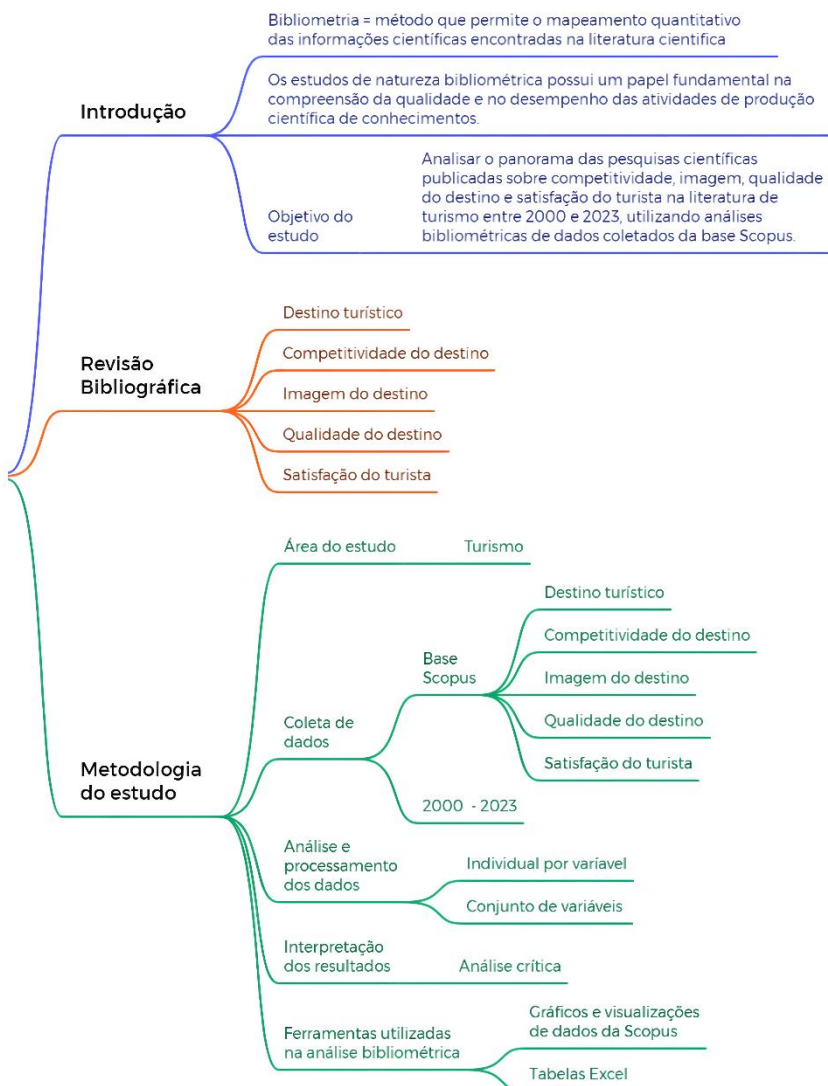 Bibliometria = método que permite o mapeamento quantitativo
das informações científicas encontradas na literatura cientifica
Introdução
Os estudos de natureza bibliométrica possui um papel fundamental na
compreensão da qualidade e no desempenho das atividades de produção
científica de conhecimentos.
Objetivo do
estudo
Analisar o panorama das pesquisas científicas
publicadas sobre competitividade, imagem, qualidade
do destino e satisfação do turista na literatura de
turismo entre 2000 e 2023, utilizando análises
bibliométricas de dados coletados da base Scopus.
Revisão
Bibliográfica
Destino turístico
Competitividade do destino
Imagem do destino
Qualidade do destino
Satisfação do turista
Metodologia
do estudo
Área do estudo
Turismo
Coleta de
dados
Base
Scopus
Destino turístico
Competitividade do destino
Imagem do destino
Qualidade do destino
Satisfação do turista
2000 - 2023
Análise e
processamento
dos dados
Individual por varíavel
Conjunto de variáveis
Interpretação
dos resultados
Análise crítica
Ferramentas utilizadas
na análise bibliométrica
Gráficos e visualizações
de dados da Scopus
Tabelas Excel